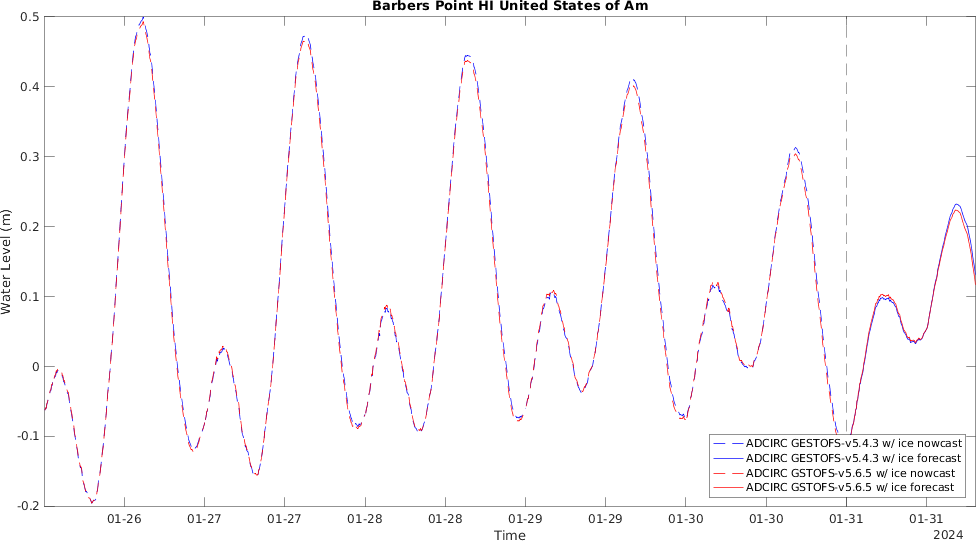 Barbers Point HI United States of Am
0.5
0.4
0.3
0.2
0.1
0
-0.1
-0.2
Water Level (m)
ADCIRC GESTOFS-v5.4.3 w/ ice nowcast
ADCIRC GESTOFS-v5.4.3 w/ ice forecast
ADCIRC GSTOFS-v5.6.5 w/ ice nowcast
ADCIRC GSTOFS-v5.6.5 w/ ice forecast
01-26 01-27 01-27 01-28 01-28 01-29 01-29 01-30 01-30 01-31 01-31
2024
Time